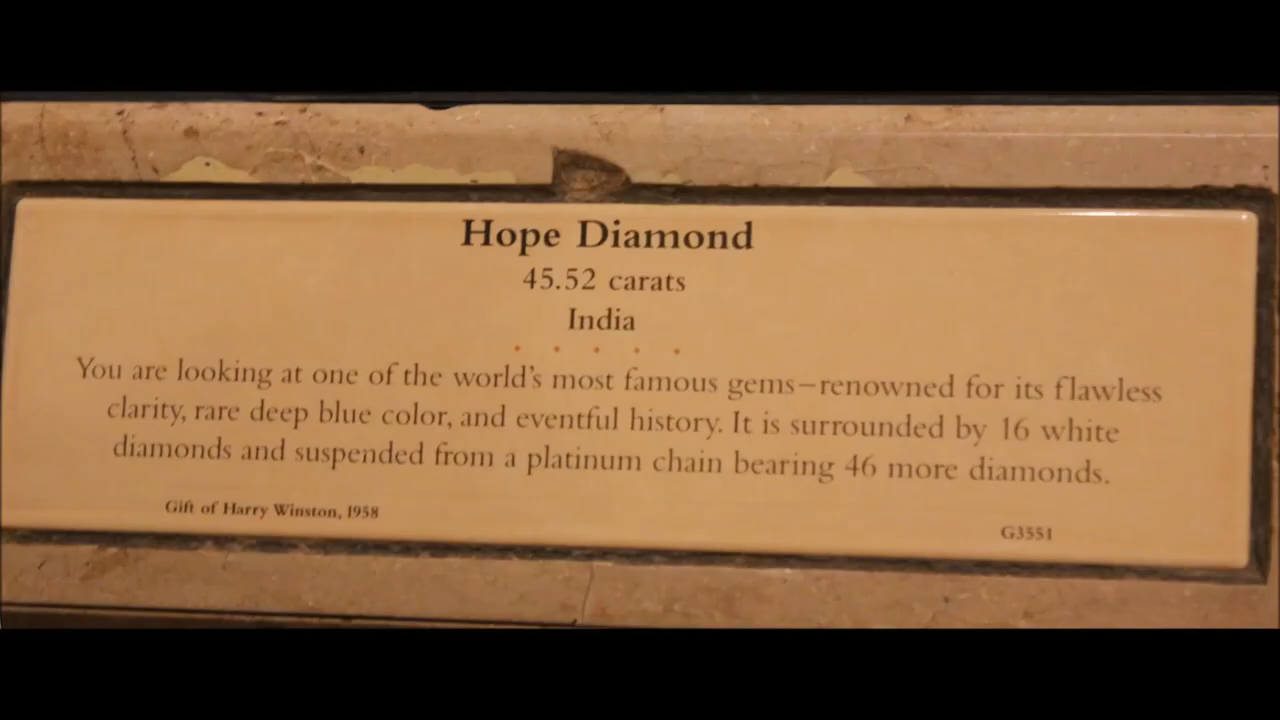 Hope Diamond
45.52 carats
India
You are looking at one of the world's most famous gems–renowned for its flawless
clarity, rare deep blue color, and eventful history. It is surrounded by 16 white
diamonds and suspended from a platinum chain bearing 46 more diamonds.
Gift of Harry Winston, 1958
G3551